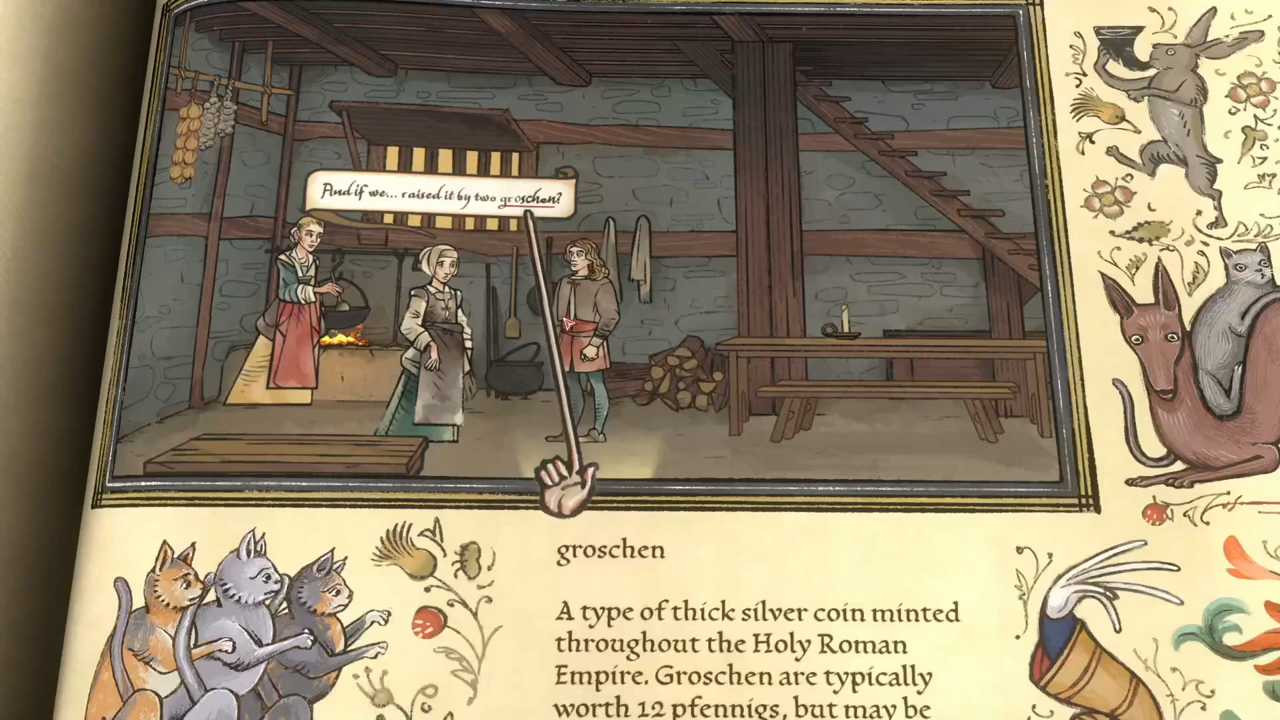 And if we... raised it by two groschen?
groschen
A type of thick silver coin minted
throughout the Holy Roman
Empire. Groschen are typically
worth 12 pfennigs, but may be